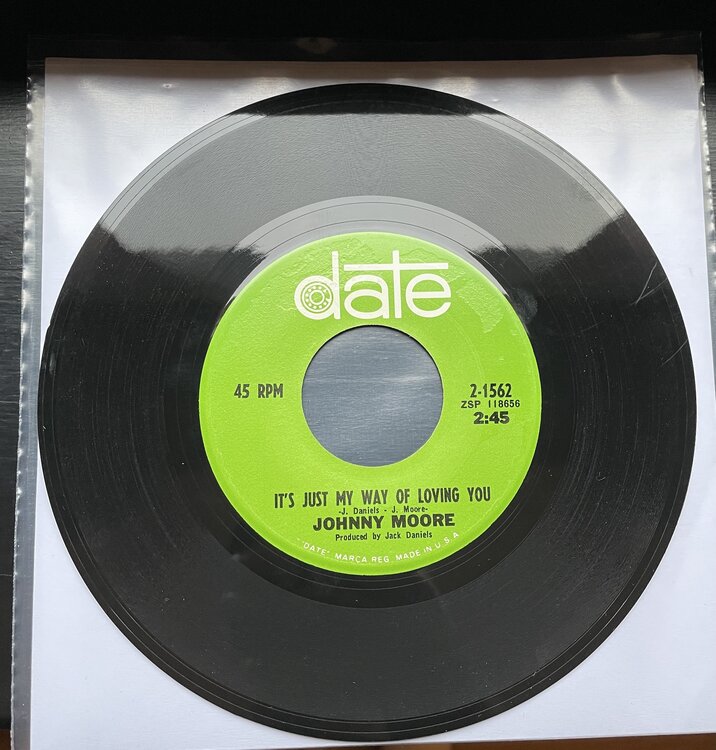 date
45 RPM
2-1562
ZSP 118656
2:45
IT'S JUST MY WAY OF LOVING YOU
-J. Daniels - J. Moore-
JOHNNY MOORE
Produced by Jack Daniels
"DATE" MARCA REG. MADE IN U.S.A